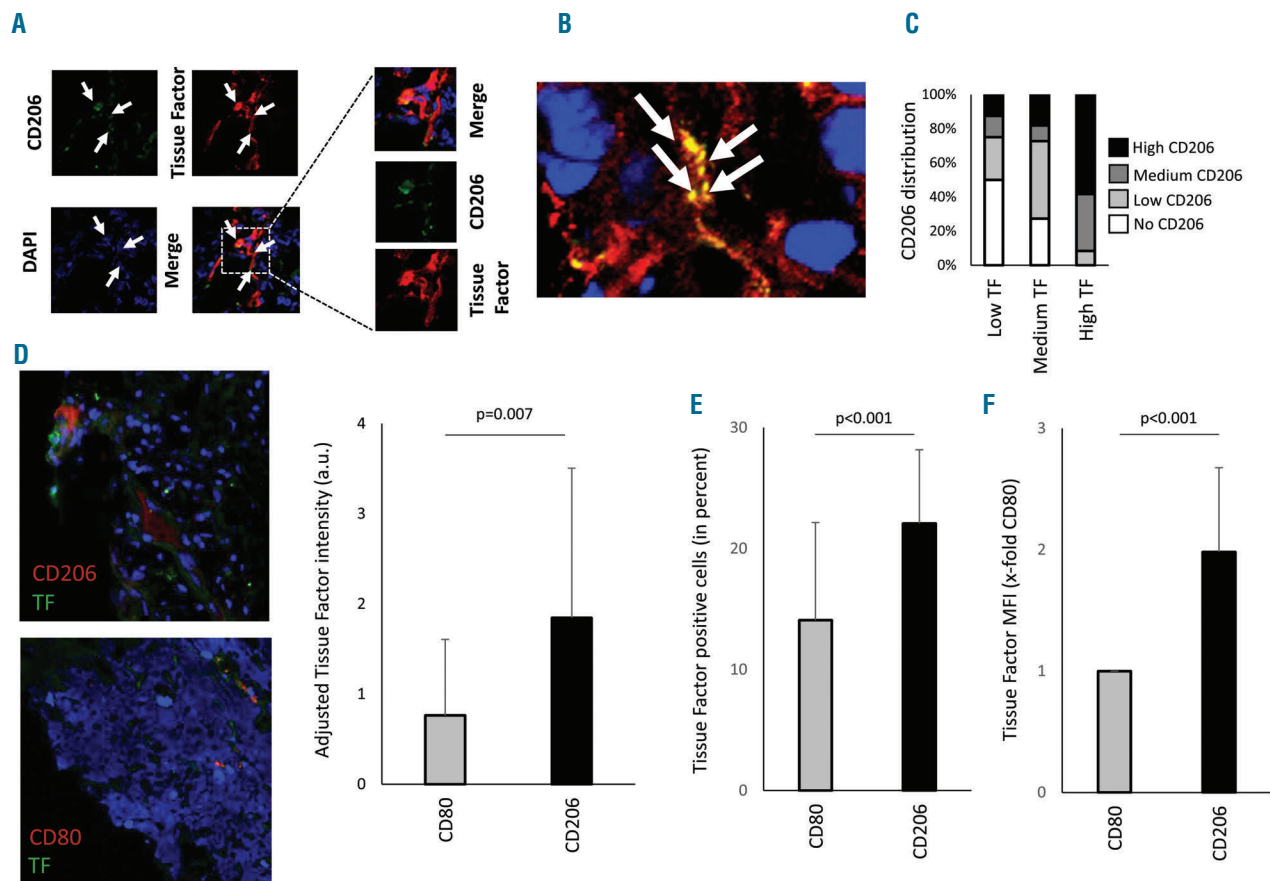 A
CD206
Tissue Factor
DAPI
Merge
Merge
CD206
Tissue
Factor
B
C
CD206 distribution
100%
80%
60%
40%
20%
0%
Low TF
Medium TF
High TF
High CD206
Medium CD206
Low CD206
No CD206
D
CD206
TF
CD80
TF
Adjusted Tissue Factor intensity (a.u.)
4
3
2
1
0
p=0.007
CD80
CD206
E
Tissue Factor positive cells (in percent)
30
20
10
0
p<0.001
CD80
CD206
F
Tissue Factor MFI (x-fold CD80)
3
2
1
0
p<0.001
CD80
CD206